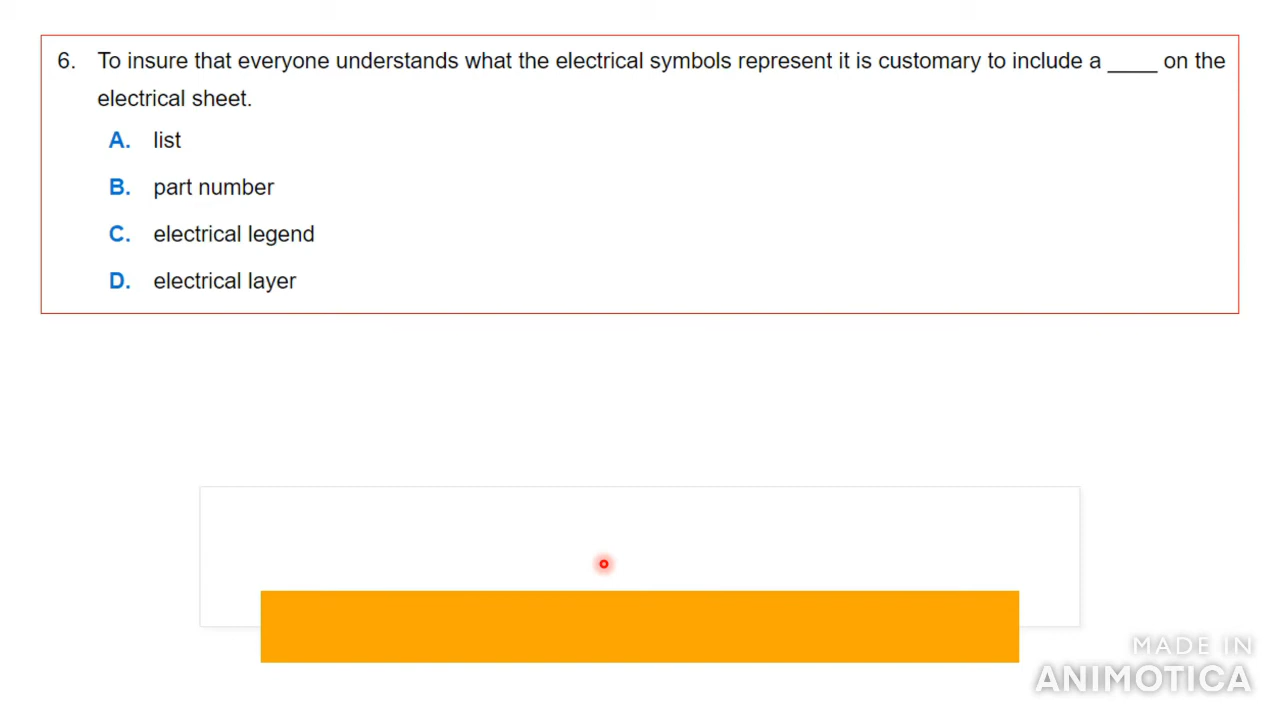 6. To insure that everyone understands what the electrical symbols represent it is customary to include a ____ on the
electrical sheet.
A. list
B. part number
C. electrical legend
D. electrical layer
MADE IN
ANIMOTICA